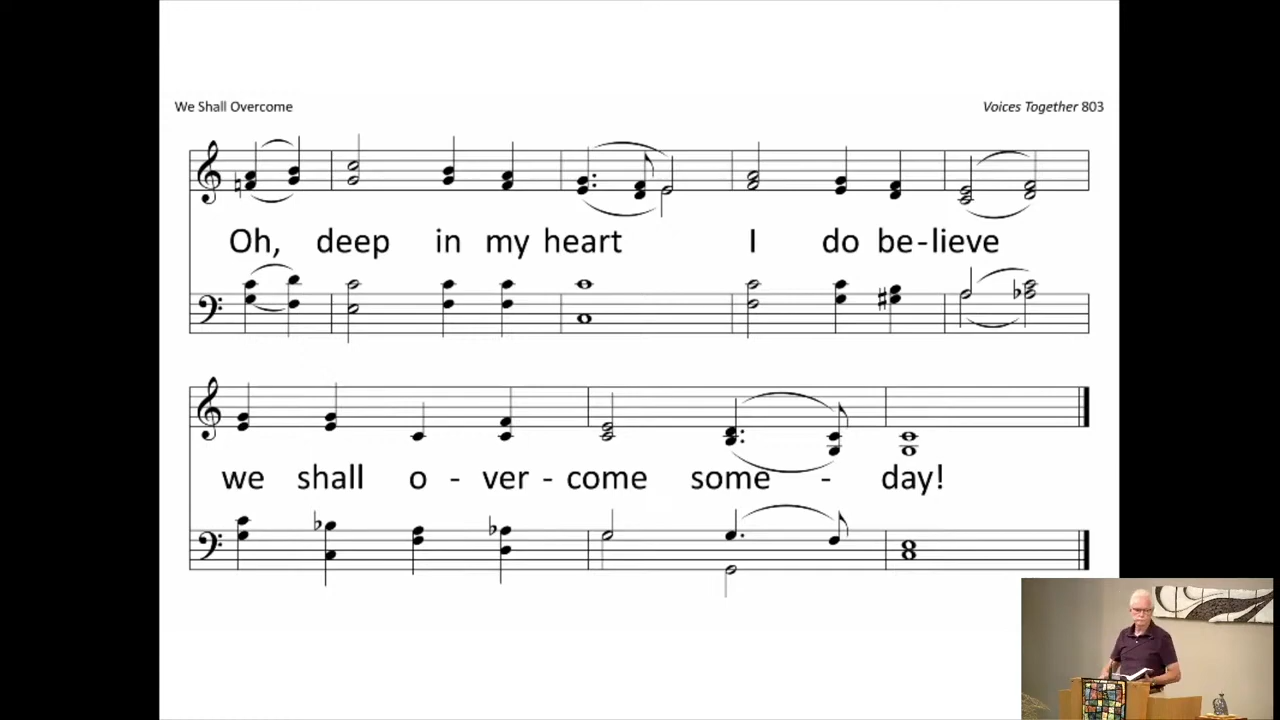 We Shall Overcome
Voices Together 803
Oh, deep in my heart I do be-lieve
we shall o - ver - come some - day!